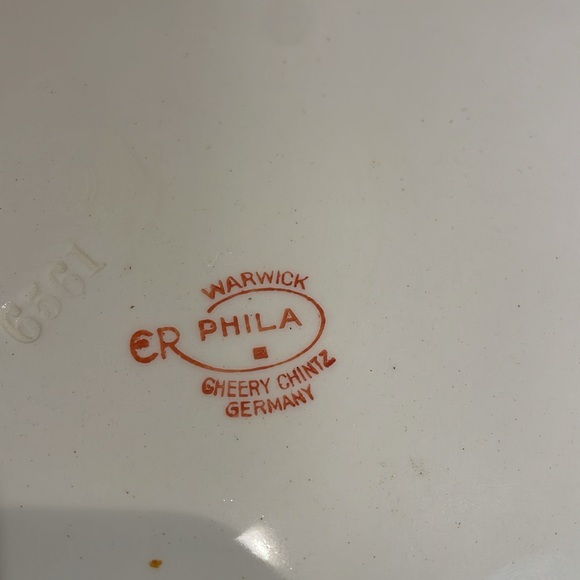 6561
WARWICK
ER PHILA
CHEERY CHINTZ
GERMANY